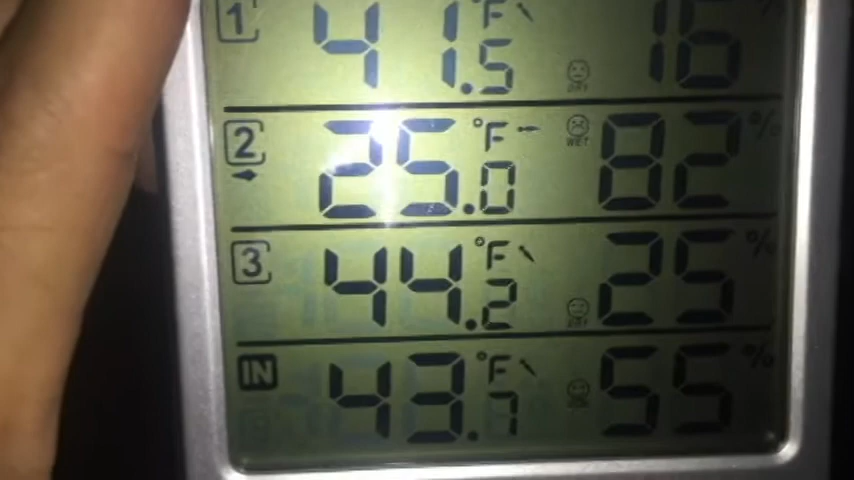 1 41.5 °F DRY 16 %
2 25.0 °F WET 82 %
3 44.2 °F DRY 25 %
IN 43.7 °F 55 %